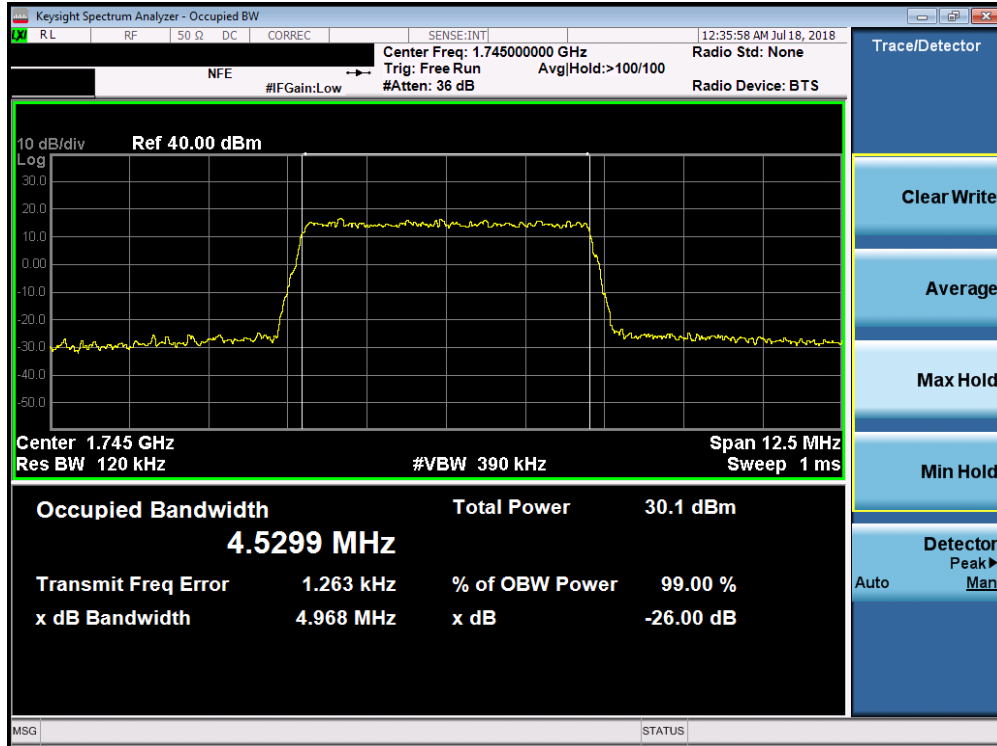 Keysight Spectrum Analyzer - Occupied BW
LXI RL RF 50 Ω DC CORREC SENSE:INT 12:35:58 AM Jul 18, 2018
Center Freq: 1.745000000 GHz Radio Std: None
NFE Trig: Free Run Avg|Hold:>100/100
#IFGain:Low #Atten: 36 dB Radio Device: BTS
10 dB/div Ref 40.00 dBm
Log
30.0
20.0
10.0
0.00
-10.0
-20.0
-30.0
-40.0
-50.0
Center 1.745 GHz Span 12.5 MHz
Res BW 120 kHz #VBW 390 kHz Sweep 1 ms
Occupied Bandwidth Total Power 30.1 dBm
4.5299 MHz
Transmit Freq Error 1.263 kHz % of OBW Power 99.00 %
x dB Bandwidth 4.968 MHz x dB -26.00 dB
MSG STATUS
Trace/Detector
Clear Write
Average
Max Hold
Min Hold
Detector
Peak▶
Auto Man